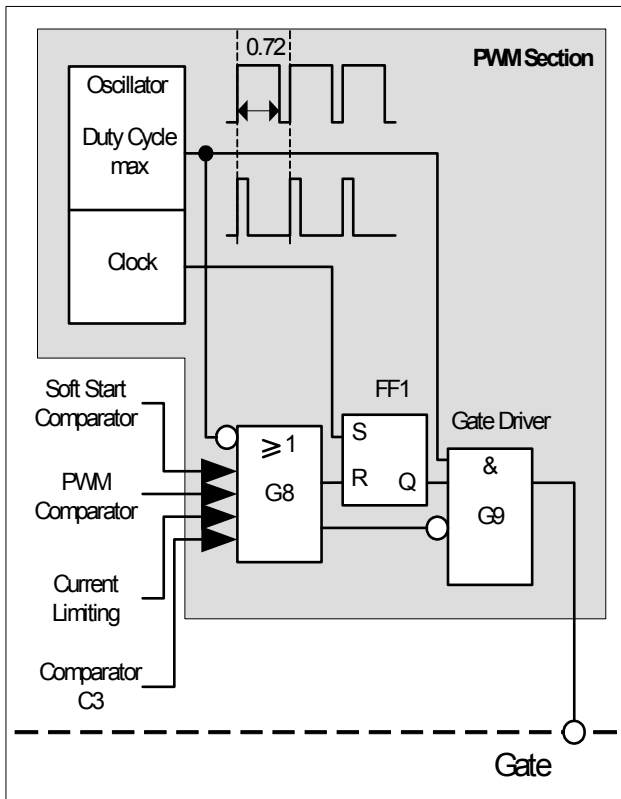 0.72
PWM Section
Oscillator
Duty Cycle
max
Clock
Soft Start
Comparator
PWM
Comparator
Current
Limiting
Comparator
C3
≥1
G8
FF1
S
R
Q
Gate Driver
&
G9
Gate